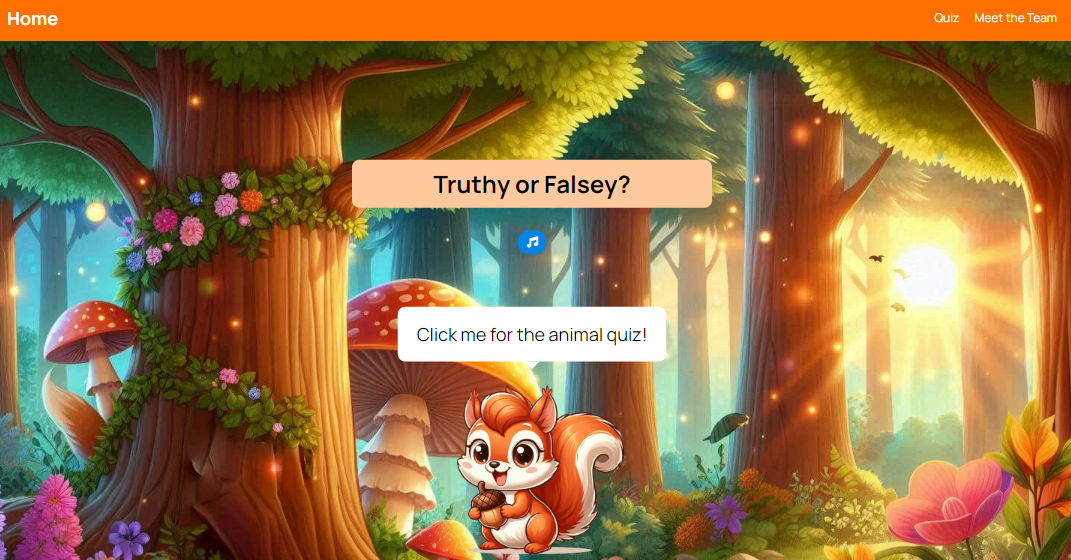 Home
Quiz
Meet the Team
Truthy or Falsey?
Click me for the animal quiz!